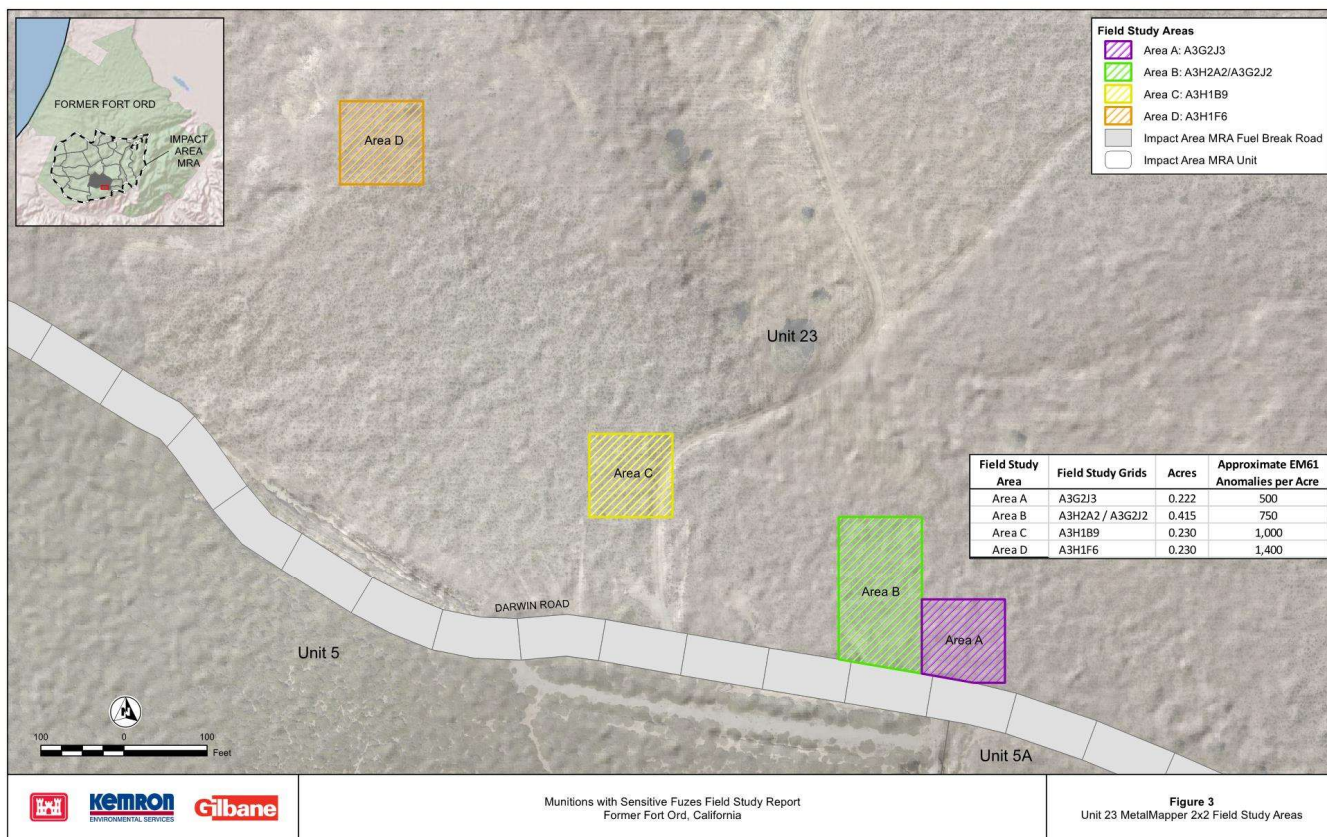 FORMER FORT ORD
IMPACT
AREA
MRA
Field Study Areas
Area A: A3G2J3
Area B: A3H2A2/A3G2J2
Area C: A3H1B9
Area D: A3H1F6
Impact Area MRA Fuel Break Road
Impact Area MRA Unit
Area D
Unit 23
Area C
Field Study Area Field Study Grids Acres Approximate EM61 Anomalies per Acre
Area A A3G2J3 0.222 500
Area B A3H2A2 / A3G2J2 0.415 750
Area C A3H1B9 0.230 1,000
Area D A3H1F6 0.230 1,400
Area B
DARWIN ROAD
Area A
Unit 5
N
100 0 100
Feet
Unit 5A
KEMRON
ENVIRONMENTAL SERVICES
Gilbane
Munitions with Sensitive Fuzes Field Study Report
Former Fort Ord, California
Figure 3
Unit 23 MetalMapper 2x2 Field Study Areas